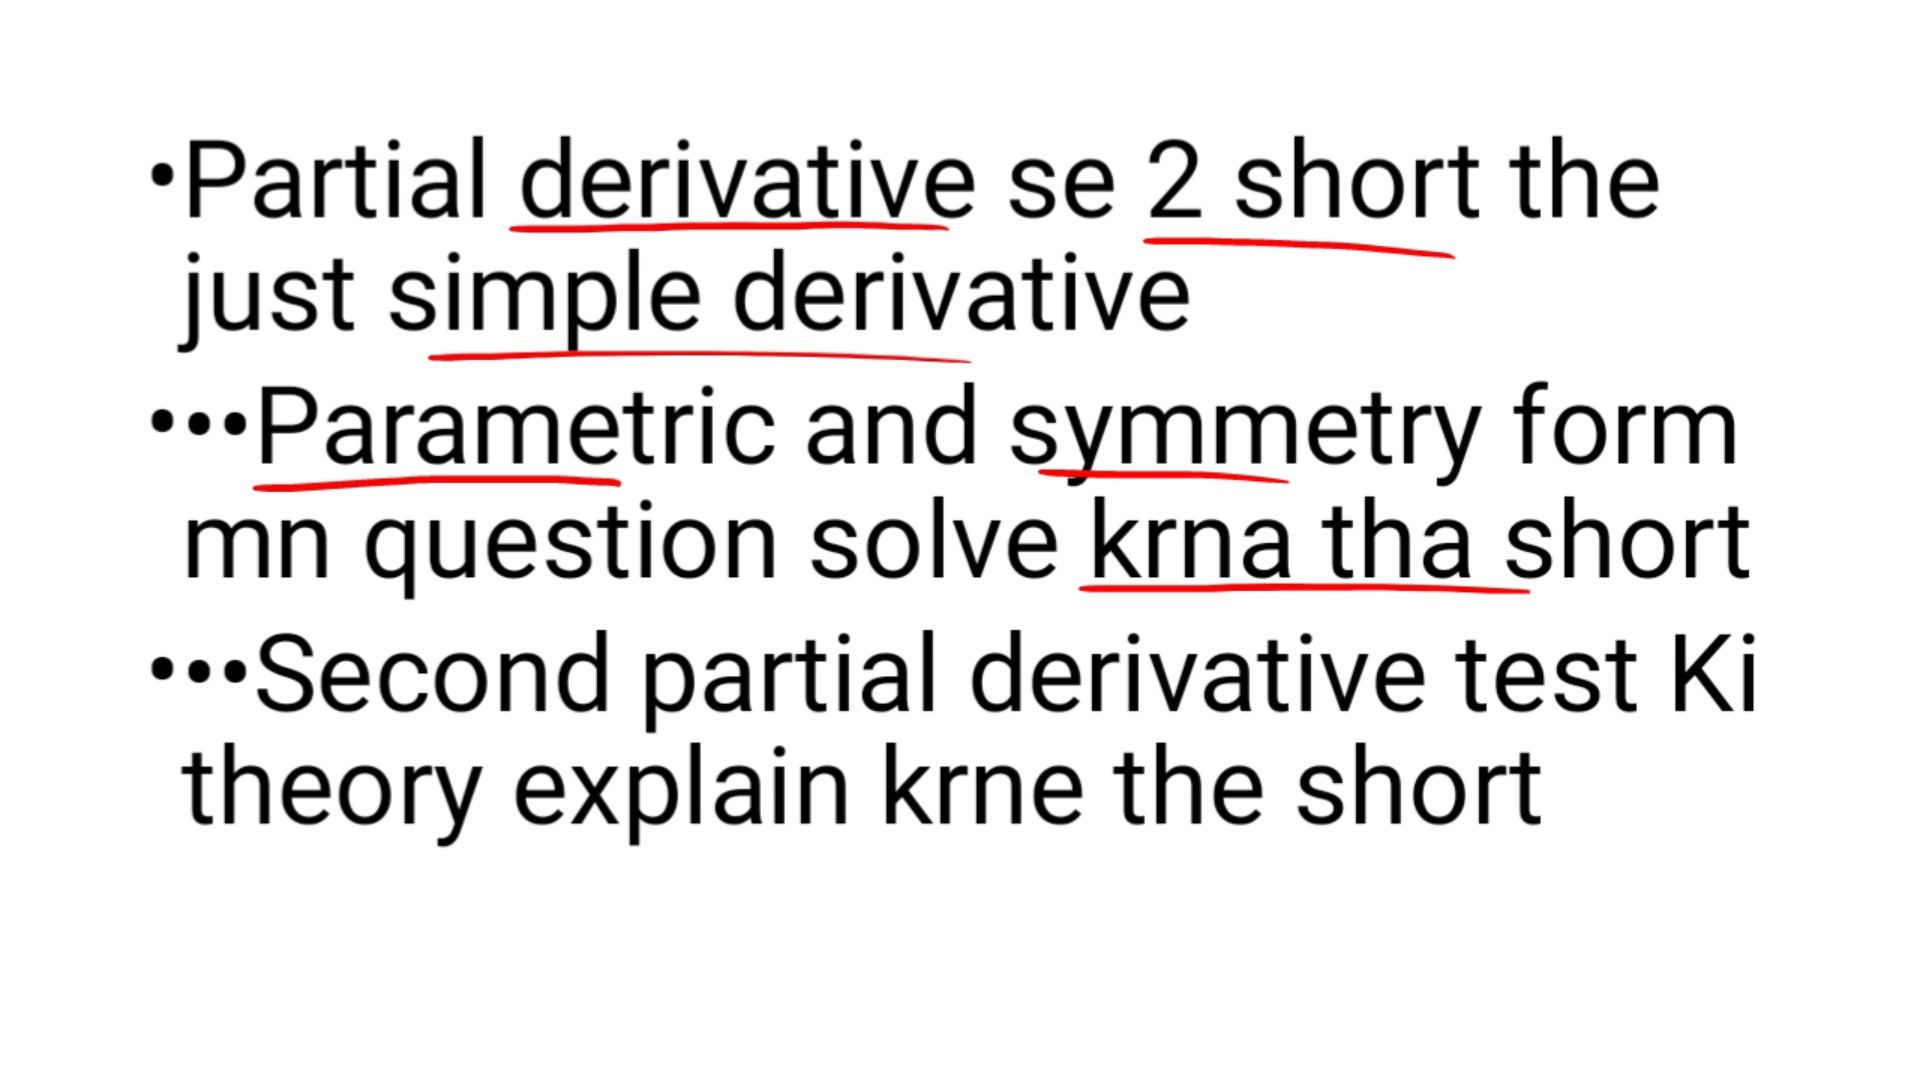 •Partial derivative se 2 short the
just simple derivative
•••Parametric and symmetry form
mn question solve krna tha short
•••Second partial derivative test Ki
theory explain krne the short